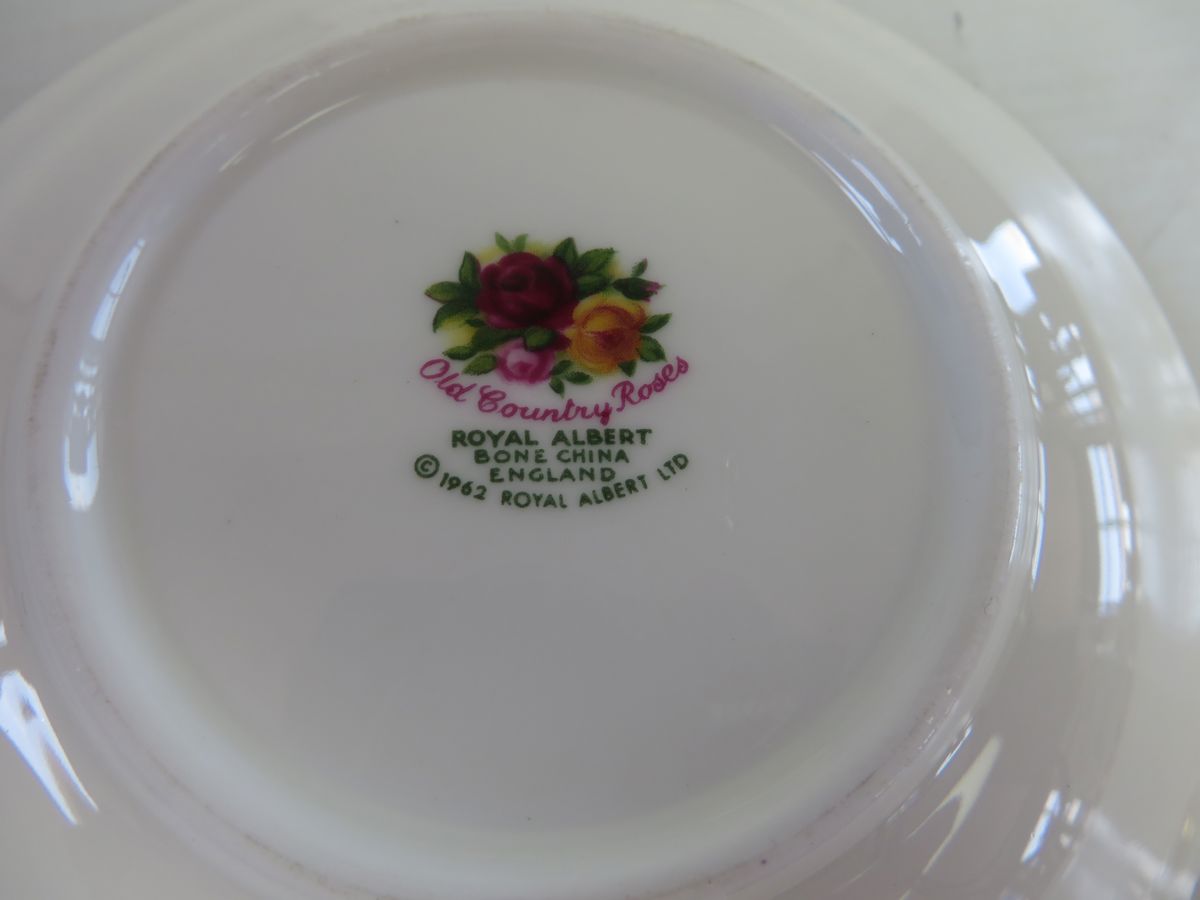 Old Country Roses
ROYAL ALBERT
BONE CHINA
ENGLAND
©1962 ROYAL ALBERT LTD